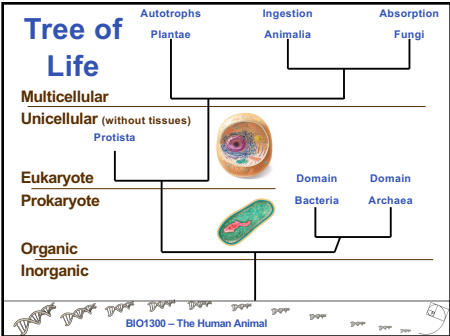 Tree of
Life
Autotrophs
Plantae
Ingestion
Animalia
Absorption
Fungi
Multicellular
Unicellular (without tissues)
Protista
Eukaryote
Prokaryote
Domain
Bacteria
Domain
Archaea
Organic
Inorganic
BIO1300 – The Human Animal